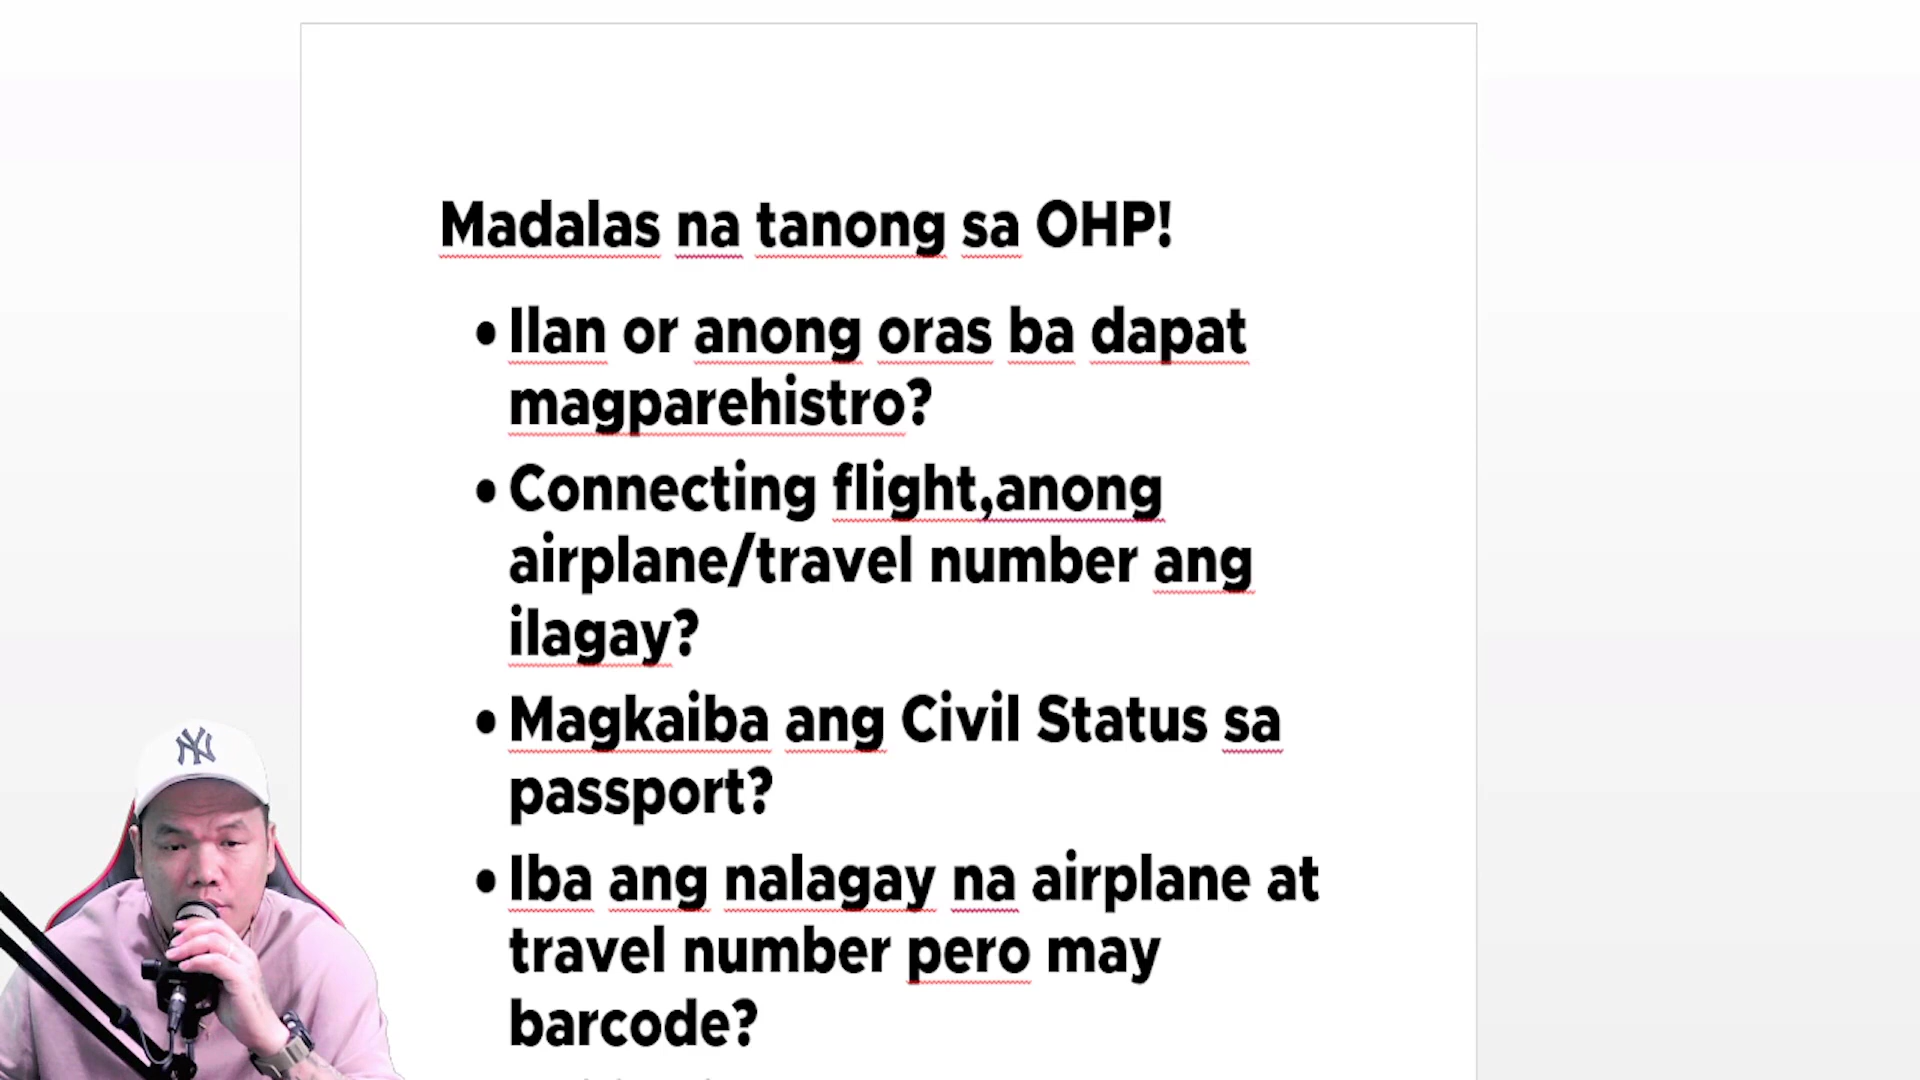 Madalas na tanong sa OHP!
• Ilan or anong oras ba dapat
magparehistro?
• Connecting flight,anong
airplane/travel number ang
ilagay?
• Magkaiba ang Civil Status sa
passport?
• Iba ang nalagay na airplane at
travel number pero may
barcode?
NY